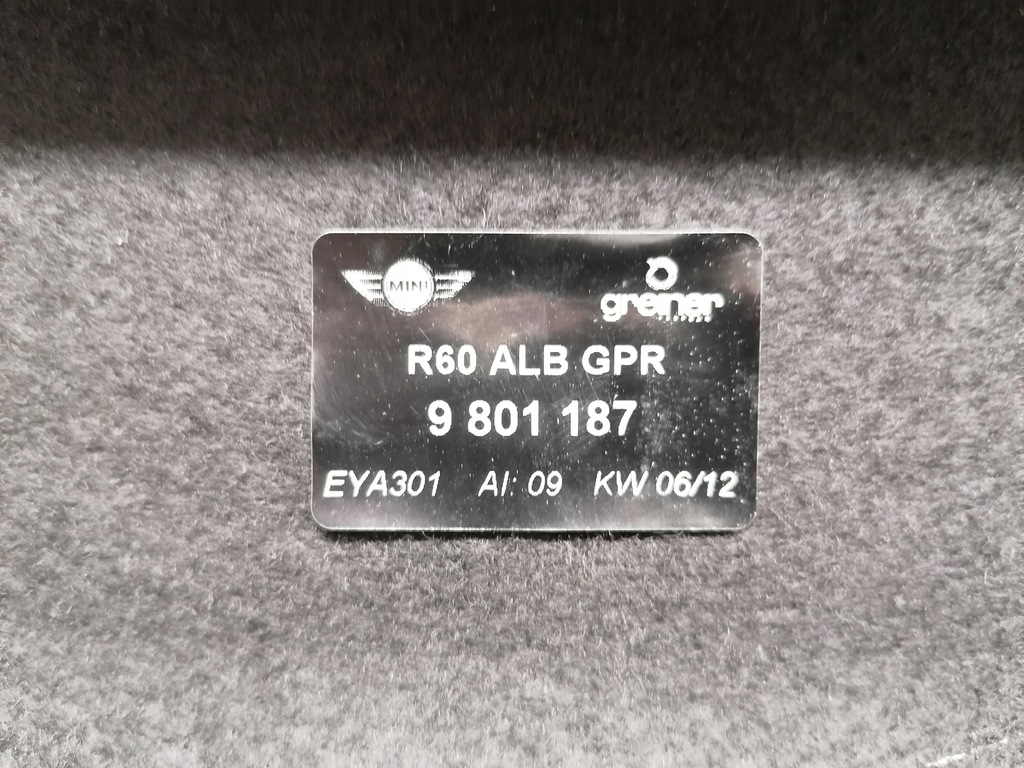 MINI
greiner
R60 ALB GPR
9 801 187
EYA301 AI: 09 KW 06/12